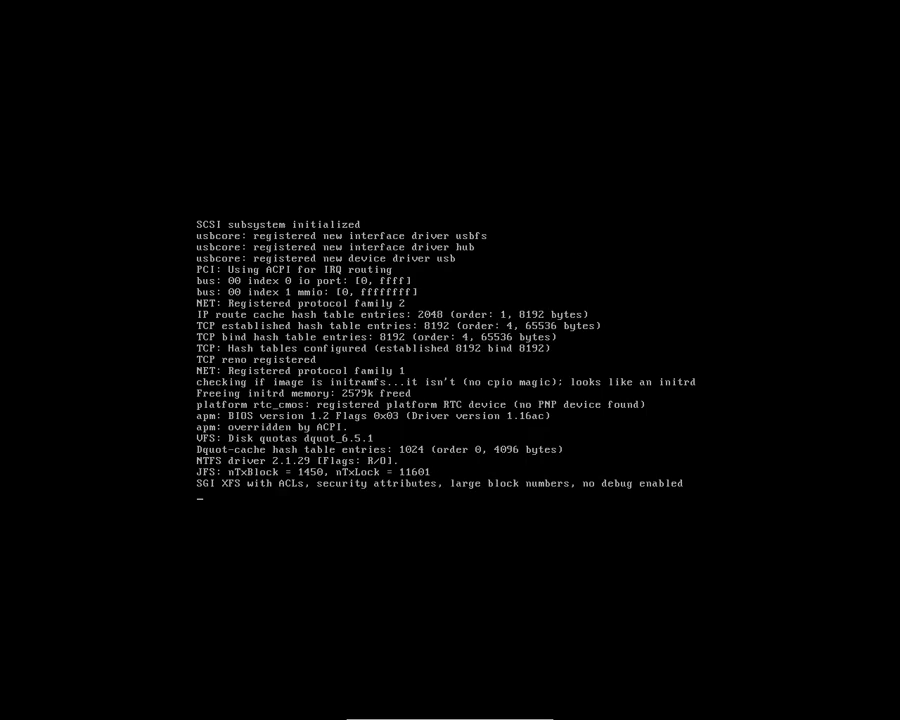 SCSI subsystem initialized
usbcore: registered new interface driver usbfs
usbcore: registered new interface driver hub
usbcore: registered new device driver usb
PCI: Using ACPI for IRQ routing
bus: 00 index 0 io port: [0, ffff]
bus: 00 index 1 mmio: [0, ffffffff]
NET: Registered protocol family 2
IP route cache hash table entries: 2048 (order: 1, 8192 bytes)
TCP established hash table entries: 8192 (order: 4, 65536 bytes)
TCP bind hash table entries: 8192 (order: 4, 65536 bytes)
TCP: Hash tables configured (established 8192 bind 8192)
TCP reno registered
NET: Registered protocol family 1
checking if image is initramfs...it isn't (no cpio magic); looks like an initrd
Freeing initrd memory: 2579k freed
platform rtc_cmos: registered platform RTC device (no PNP device found)
apm: BIOS version 1.2 Flags 0x03 (Driver version 1.16ac)
apm: overridden by ACPI.
VFS: Disk quotas dquot_6.5.1
Dquot-cache hash table entries: 1024 (order 0, 4096 bytes)
NTFS driver 2.1.29 [Flags: R/O].
JFS: nTxBlock = 1450, nTxLock = 11601
SGI XFS with ACLs, security attributes, large block numbers, no debug enabled